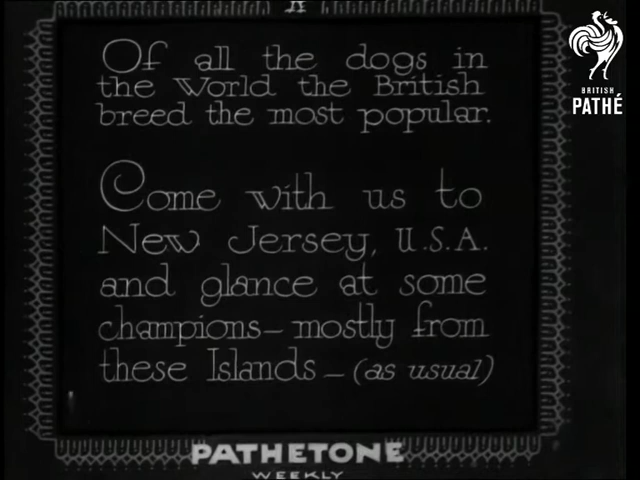 A
Of all the dogs in
the World the British
breed the most popular.
Come with us to
New Jersey, U.S.A.
and glance at some
champions — mostly from
these Islands — (as usual)
PATHETONE
WEEKLY
BRITISH
PATHÉ